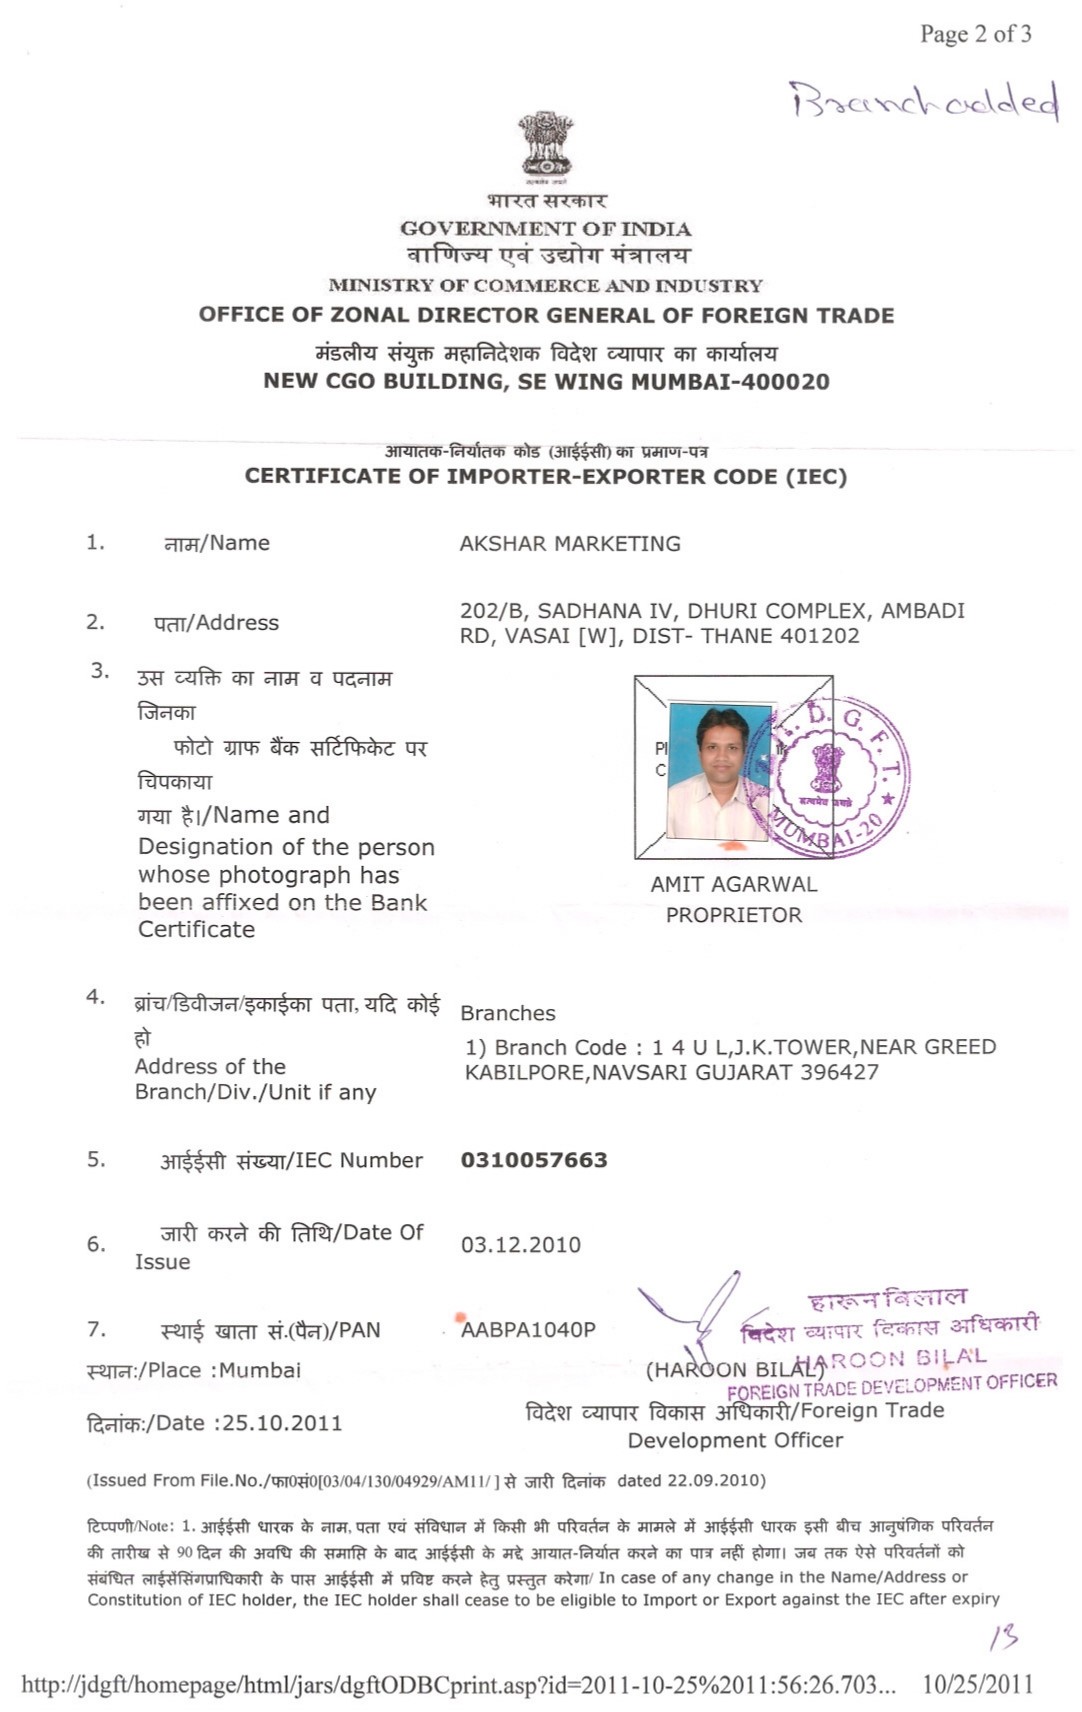 Page 2 of 3
Branch added
सत्यमेव जयते
भारत सरकार
GOVERNMENT OF INDIA
वाणिज्य एवं उद्योग मंत्रालय
MINISTRY OF COMMERCE AND INDUSTRY
OFFICE OF ZONAL DIRECTOR GENERAL OF FOREIGN TRADE
मंडलीय संयुक्त महानिदेशक विदेश व्यापार का कार्यालय
NEW CGO BUILDING, SE WING MUMBAI-400020
आयातक-निर्यातक कोड (आईईसी) का प्रमाण-पत्र
CERTIFICATE OF IMPORTER-EXPORTER CODE (IEC)
1. नाम/Name AKSHAR MARKETING
2. पता/Address 202/B, SADHANA IV, DHURI COMPLEX, AMBADI
RD, VASAI [W], DIST- THANE 401202
3. उस व्यक्ति का नाम व पदनाम
जिनका
फोटो ग्राफ बैंक सर्टिफिकेट पर
चिपकाया
गया है।/Name and
Designation of the person
whose photograph has
been affixed on the Bank
Certificate
D. G. F. T. ★
सत्यमेव जयते
MUMBAI-20
AMIT AGARWAL
PROPRIETOR
4. ब्रांच/डिवीजन/इकाईका पता, यदि कोई
हो
Address of the
Branch/Div./Unit if any
Branches
1) Branch Code : 1 4 U L,J.K.TOWER,NEAR GREED
KABILPORE,NAVSARI GUJARAT 396427
5. आईईसी संख्या/IEC Number 0310057663
6. जारी करने की तिथि/Date Of
Issue
03.12.2010
7. स्थाई खाता सं.(पैन)/PAN AABPA1040P
हारून बिलाल
विदेश व्यापार विकास अधिकारी
HAROON BILAL
FOREIGN TRADE DEVELOPMENT OFFICER
स्थान:/Place :Mumbai (HAROON BILAL)
दिनांक:/Date :25.10.2011 विदेश व्यापार विकास अधिकारी/Foreign Trade
Development Officer
(Issued From File.No./फा0सं0[03/04/130/04929/AM11/ ] से जारी दिनांक dated 22.09.2010)
टिप्पणी/Note: 1. आईईसी धारक के नाम, पता एवं संविधान में किसी भी परिवर्तन के मामले में आईईसी धारक इसी बीच आनुषंगिक परिवर्तन
की तारीख से 90 दिन की अवधि की समाप्ति के बाद आईईसी के मद्दे आयात-निर्यात करने का पात्र नहीं होगा। जब तक ऐसे परिवर्तनों को
संबंधित लाईसेंसिंगप्राधिकारी के पास आईईसी में प्रविष्ट करने हेतु प्रस्तुत करेगा/ In case of any change in the Name/Address or
Constitution of IEC holder, the IEC holder shall cease to be eligible to Import or Export against the IEC after expiry
13
http://jdgft/homepage/html/jars/dgftODBCprint.asp?id=2011-10-25%2011:56:26.703... 10/25/2011